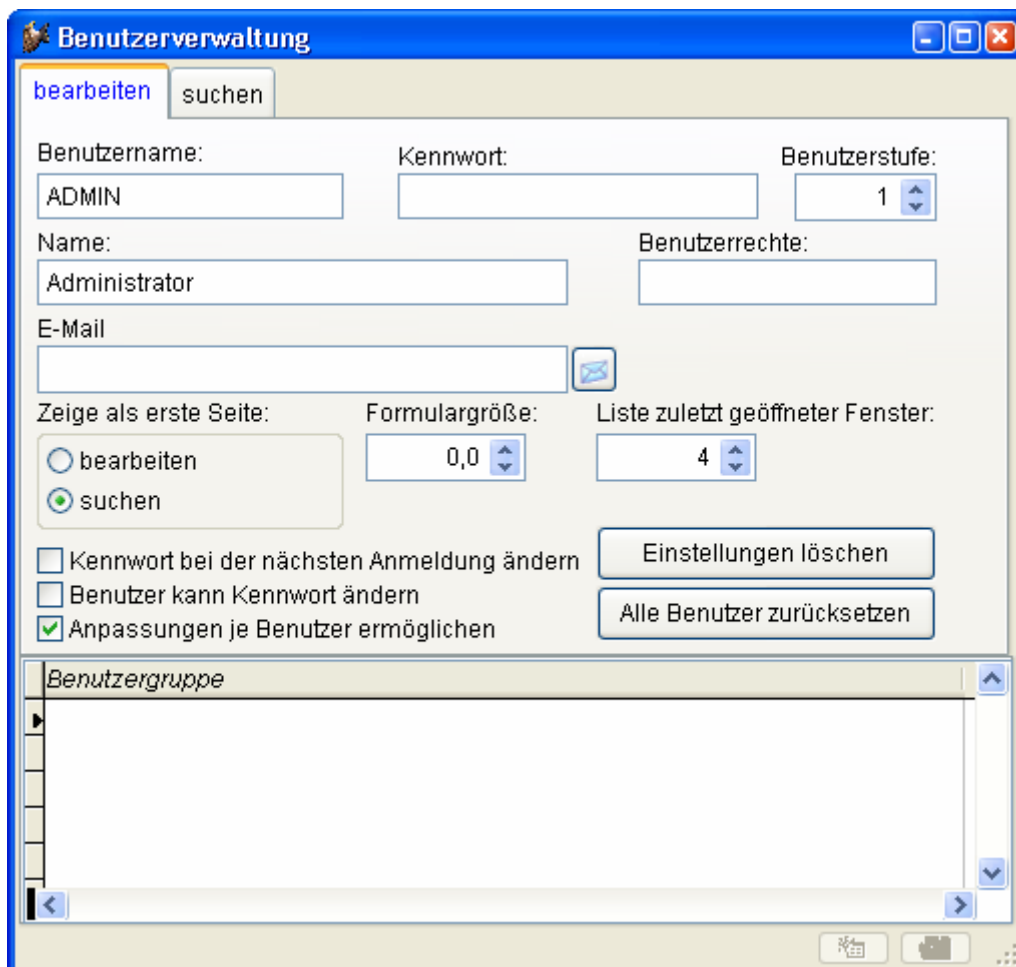 Benutzerverwaltung
bearbeiten suchen
Benutzername: Kennwort: Benutzerstufe:
ADMIN 1
Name: Benutzerrechte:
Administrator
E-Mail
Zeige als erste Seite: Formulargröße: Liste zuletzt geöffneter Fenster:
bearbeiten 0,0 4
suchen
Kennwort bei der nächsten Anmeldung ändern Einstellungen löschen
Benutzer kann Kennwort ändern
Anpassungen je Benutzer ermöglichen Alle Benutzer zurücksetzen
Benutzergruppe